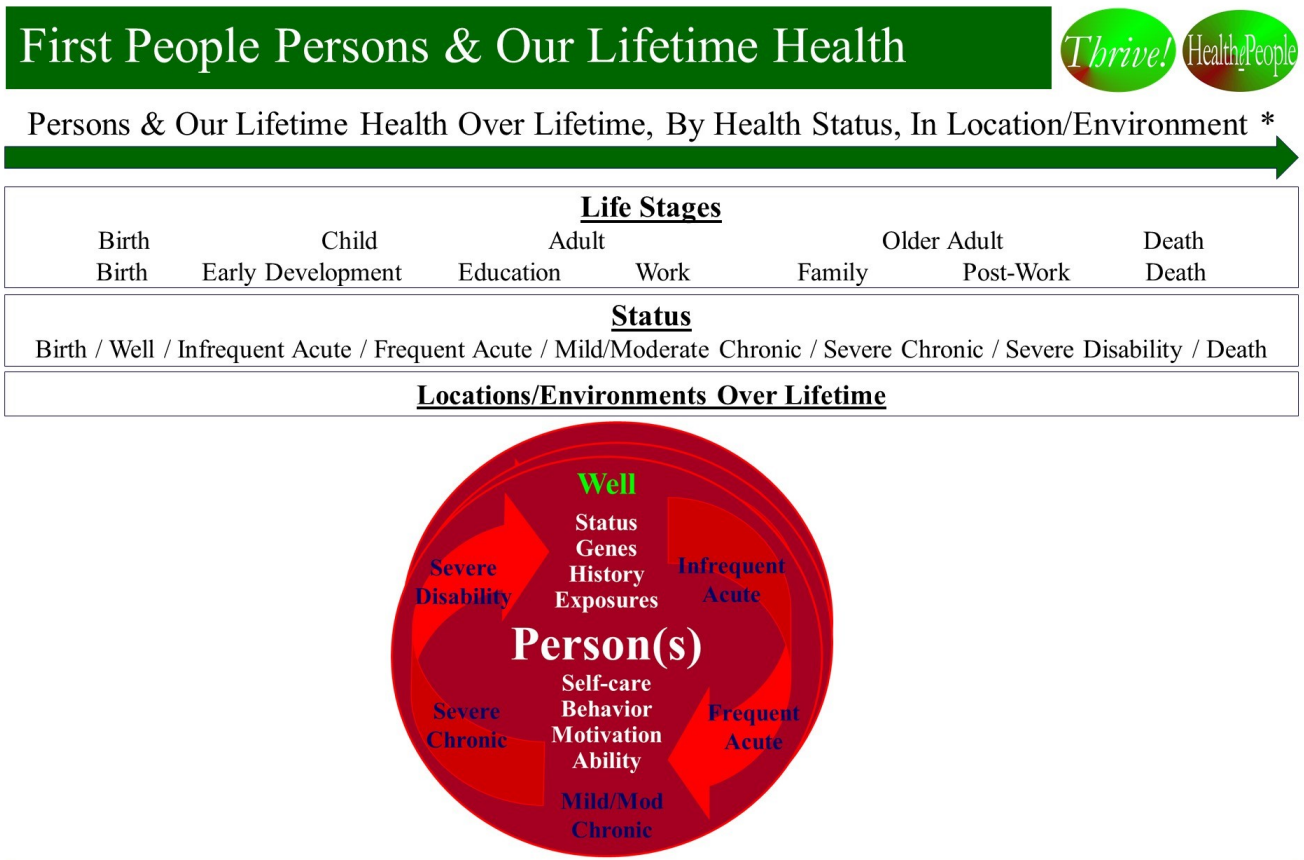 First People Persons & Our Lifetime Health
Thrive!
HealthePeople
Persons & Our Lifetime Health Over Lifetime, By Health Status, In Location/Environment *
Life Stages
Birth Child Adult Older Adult Death
Birth Early Development Education Work Family Post-Work Death
Status
Birth / Well / Infrequent Acute / Frequent Acute / Mild/Moderate Chronic / Severe Chronic / Severe Disability / Death
Locations/Environments Over Lifetime
Well
Status
Genes
History
Exposures
Person(s)
Self-care
Behavior
Motivation
Ability
Infrequent
Acute
Frequent
Acute
Mild/Mod
Chronic
Severe
Chronic
Severe
Disability